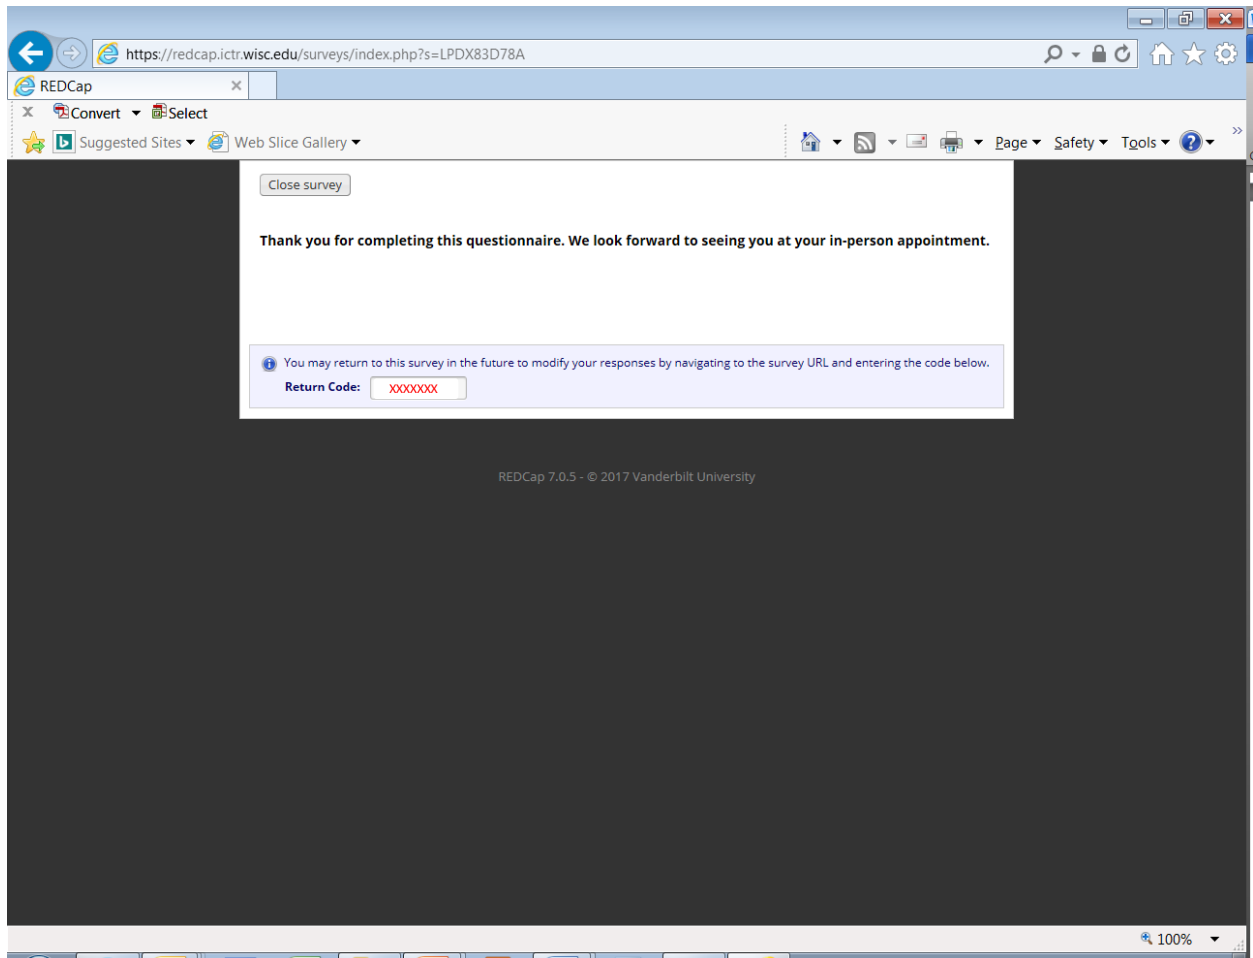 https://redcap.ictr.wisc.edu/surveys/index.php?s=LPDX83D78A
REDCap
Convert Select
Suggested Sites Web Slice Gallery Page Safety Tools
Close survey
Thank you for completing this questionnaire. We look forward to seeing you at your in-person appointment.
You may return to this survey in the future to modify your responses by navigating to the survey URL and entering the code below.
Return Code: XXXXXXX
REDCap 7.0.5 - © 2017 Vanderbilt University
100%